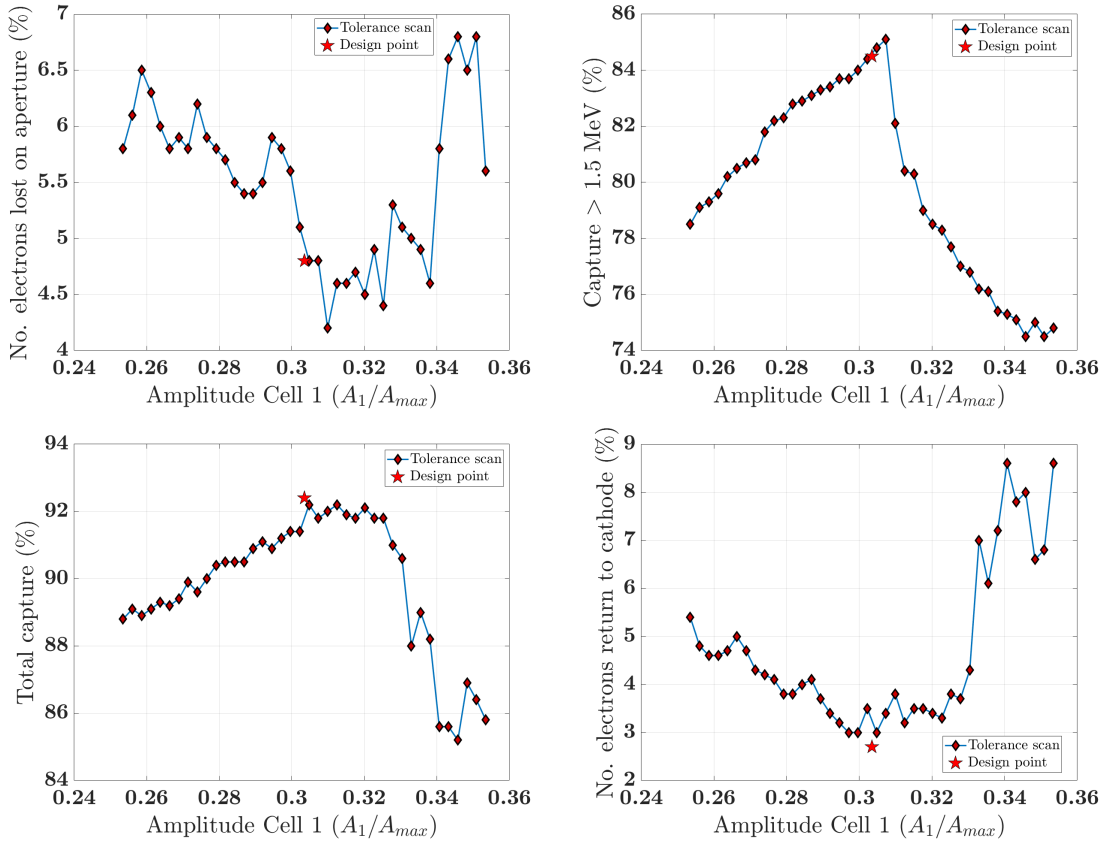 No. electrons lost on aperture (%)
7
6.5
6
5.5
5
4.5
4
0.24 0.26 0.28 0.3 0.32 0.34 0.36
Amplitude Cell 1 (A₁/Aₘₐₓ)
Tolerance scan
Design point
Capture > 1.5 MeV (%)
86
84
82
80
78
76
74
0.24 0.26 0.28 0.3 0.32 0.34 0.36
Amplitude Cell 1 (A₁/Aₘₐₓ)
Tolerance scan
Design point
Total capture (%)
94
92
90
88
86
84
0.24 0.26 0.28 0.3 0.32 0.34 0.36
Amplitude Cell 1 (A₁/Aₘₐₓ)
Tolerance scan
Design point
No. electrons return to cathode (%)
9
8
7
6
5
4
3
2
0.24 0.26 0.28 0.3 0.32 0.34 0.36
Amplitude Cell 1 (A₁/Aₘₐₓ)
Tolerance scan
Design point